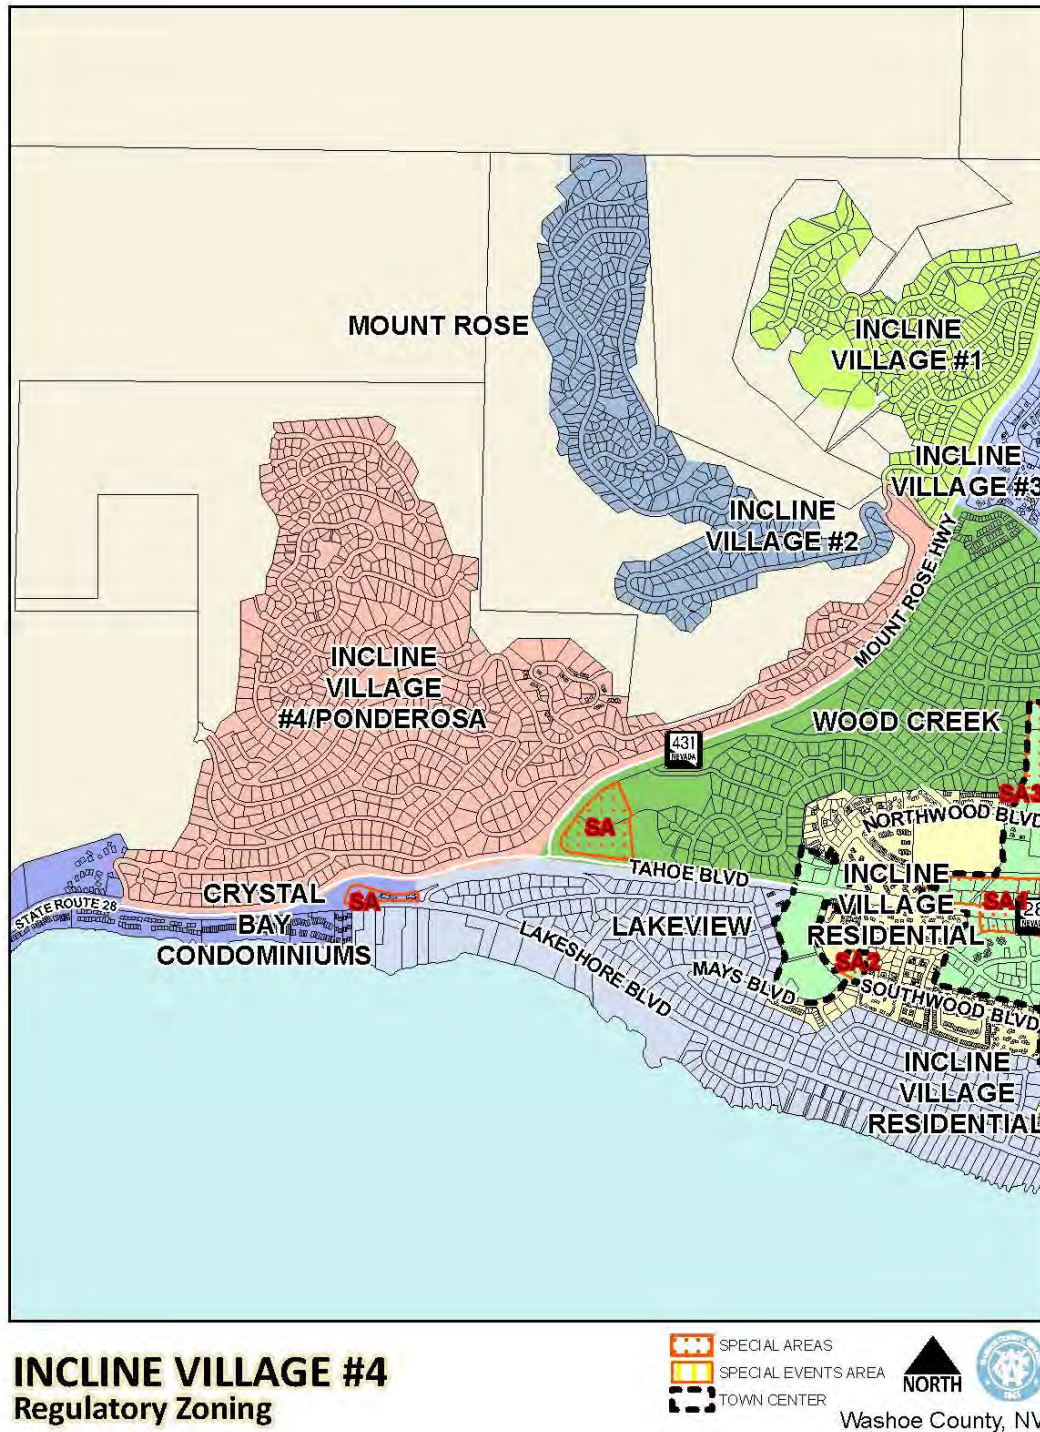 MOUNT ROSE
INCLINE
VILLAGE #1
INCLINE
VILLAGE #3
INCLINE
VILLAGE #2
MOUNT ROSE HWY
INCLINE
VILLAGE
#4/PONDEROSA
WOOD CREEK
431
NEVADA
SA3
SA
NORTHWOOD BLVD
TAHOE BLVD
INCLINE
VILLAGE
RESIDENTIAL
SA1
28
SA2
CRYSTAL
BAY
CONDOMINIUMS
SA
STATE ROUTE 28
LAKEVIEW
LAKESHORE BLVD
MAYS BLVD
SOUTHWOOD BLVD
INCLINE
VILLAGE
RESIDENTIAL
INCLINE VILLAGE #4
Regulatory Zoning
SPECIAL AREAS
SPECIAL EVENTS AREA
TOWN CENTER
NORTH
Washoe County, NV